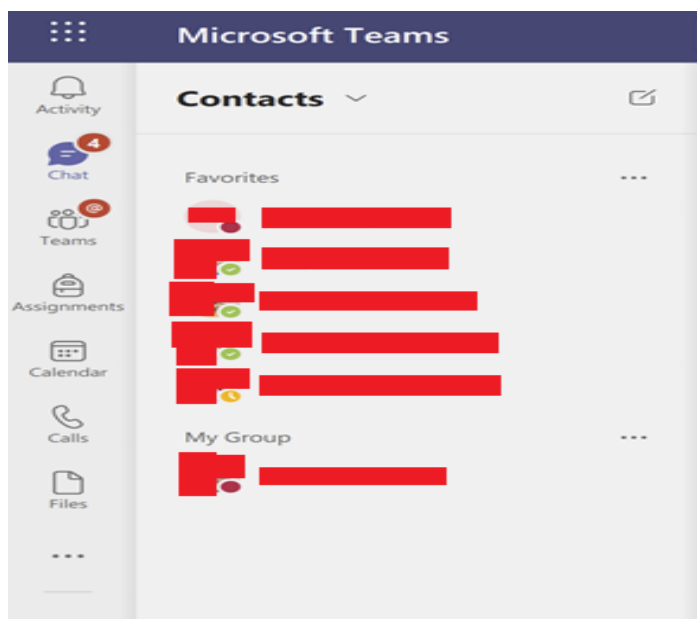 Microsoft Teams
Activity
Contacts
4
Chat
Favorites
@
Teams
Assignments
Calendar
Calls
My Group
Files